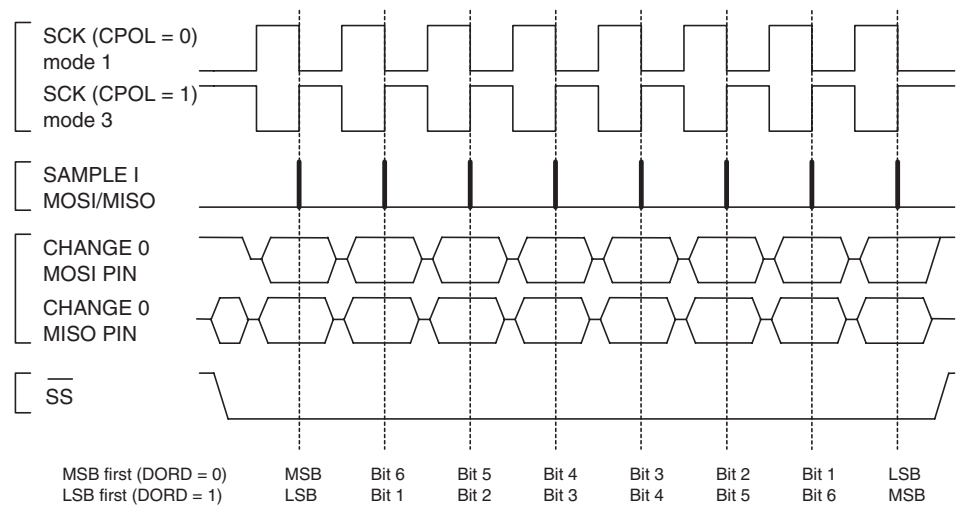 SCK (CPOL = 0)
mode 1
SCK (CPOL = 1)
mode 3
SAMPLE I
MOSI/MISO
CHANGE 0
MOSI PIN
CHANGE 0
MISO PIN
SS
MSB first (DORD = 0) MSB Bit 6 Bit 5 Bit 4 Bit 3 Bit 2 Bit 1 LSB
LSB first (DORD = 1) LSB Bit 1 Bit 2 Bit 3 Bit 4 Bit 5 Bit 6 MSB